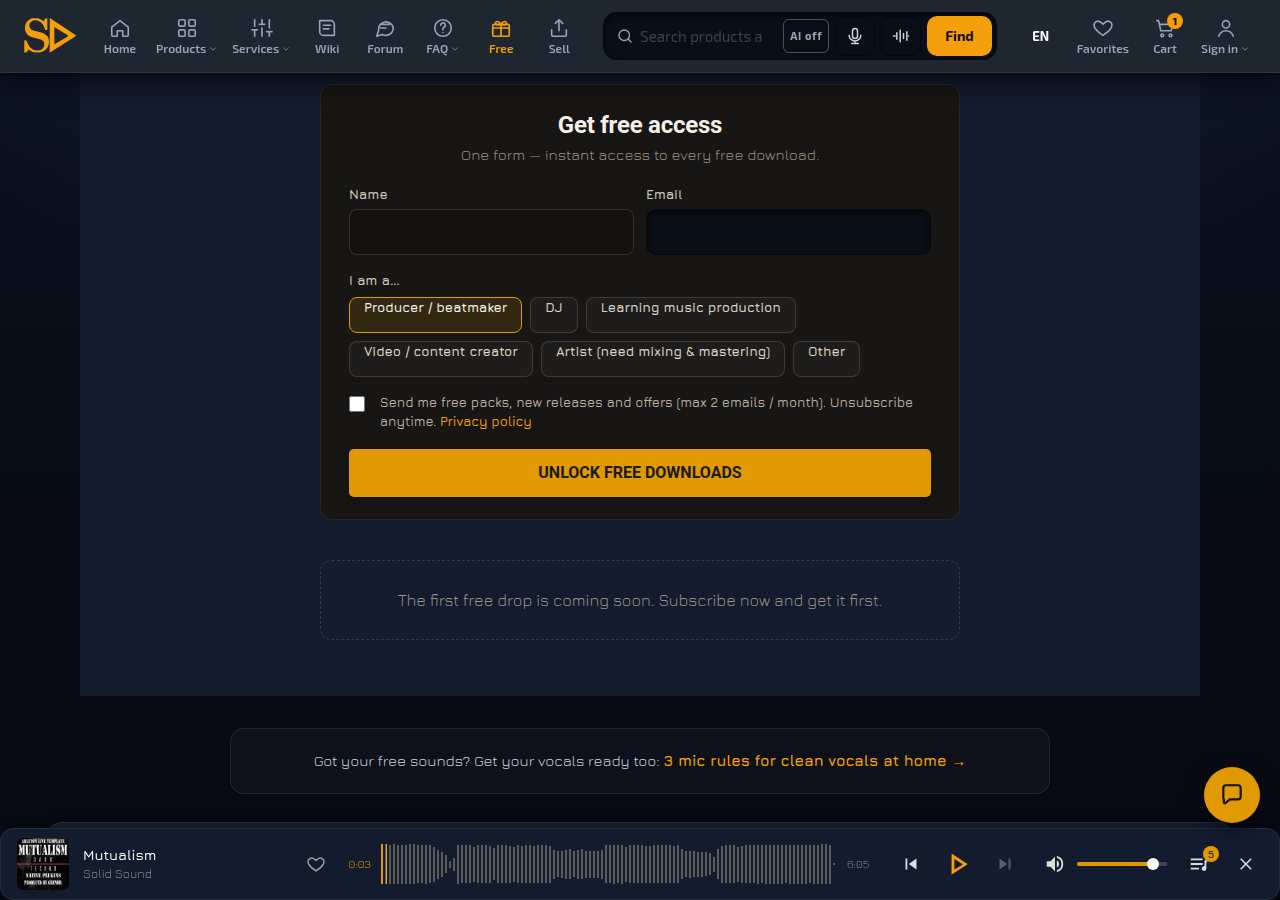 SD
Home
Products
Services
Wiki
Forum
FAQ
Free
Sell
Search products a
AI off
Find
EN
Favorites
1
Cart
Sign in
Get free access
One form — instant access to every free download.
Name
Email
I am a...
Producer / beatmaker
DJ
Learning music production
Video / content creator
Artist (need mixing & mastering)
Other
Send me free packs, new releases and offers (max 2 emails / month). Unsubscribe
anytime. Privacy policy
UNLOCK FREE DOWNLOADS
The first free drop is coming soon. Subscribe now and get it first.
Got your free sounds? Get your vocals ready too: 3 mic rules for clean vocals at home →
MUTUALISM
Mutualism
Solid Sound
0:03
6:05
5